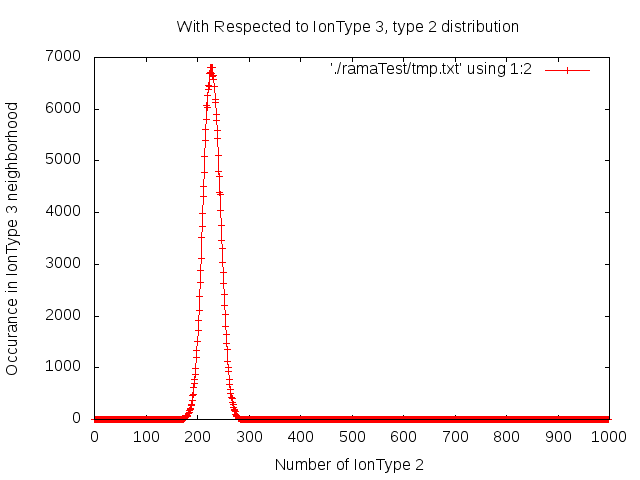 With Respected to IonType 3, type 2 distribution
'./ramaTest/tmp.txt' using 1:2
7000
6000
5000
4000
3000
2000
1000
0
Occurance in IonType 3 neighborhood
0 100 200 300 400 500 600 700 800 900 1000
Number of IonType 2